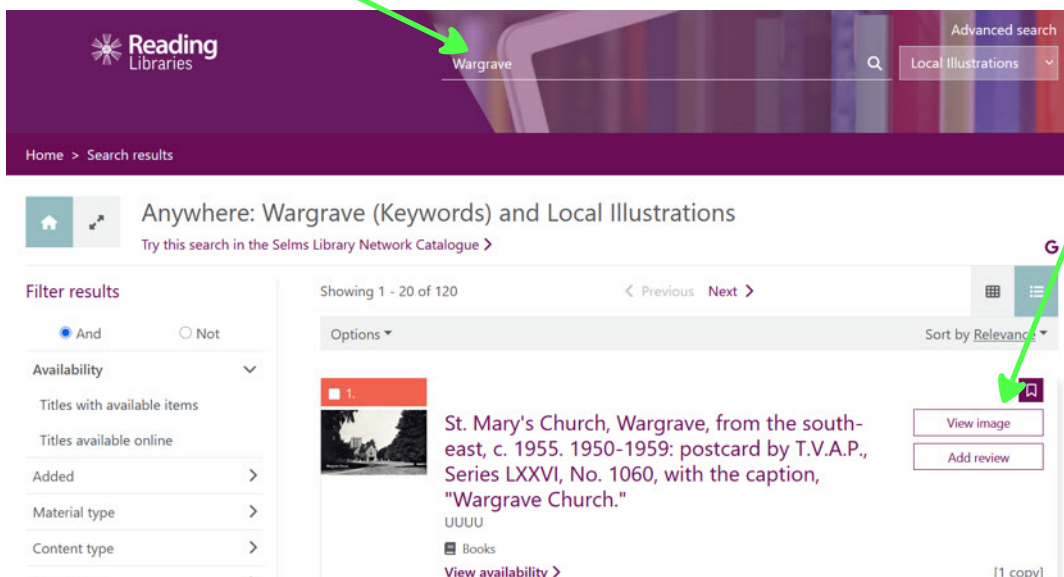 Reading
Libraries
Advanced search
Wargrave
Local Illustrations
Home > Search results
Anywhere: Wargrave (Keywords) and Local Illustrations
Try this search in the Selms Library Network Catalogue >
G
Filter results
Showing 1 - 20 of 120
< Previous Next >
And
Not
Options
Sort by Relevance
Availability
Titles with available items
Titles available online
Added
Material type
Content type
1.
St. Mary's Church, Wargrave, from the south-
east, c. 1955. 1950-1959: postcard by T.V.A.P.,
Series LXXVI, No. 1060, with the caption,
"Wargrave Church."
UUUU
Books
View availability >
[1 copy]
View image
Add review